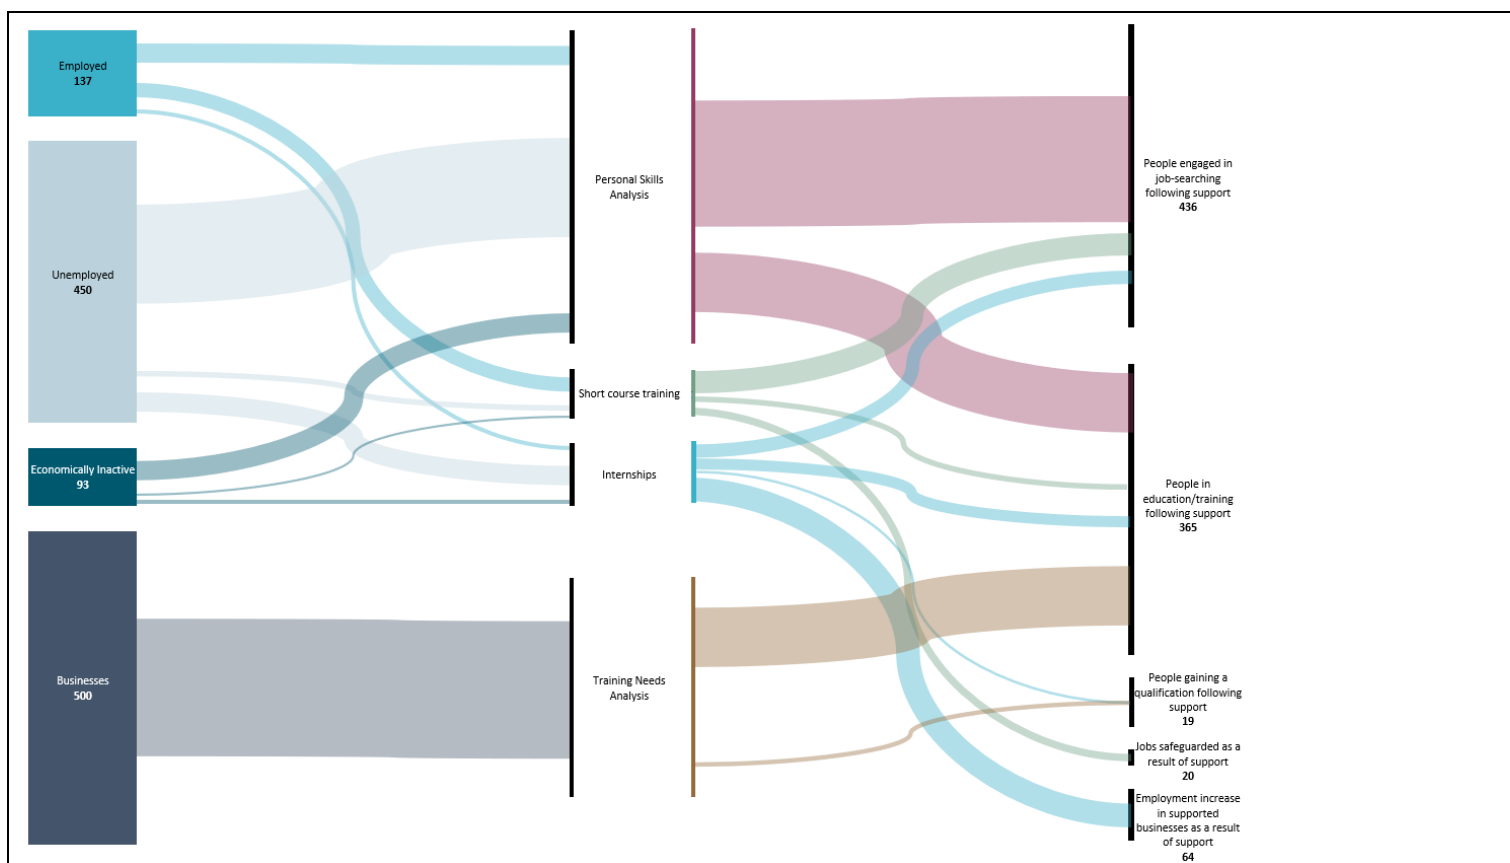 Employed
137
Unemployed
450
Economically Inactive
93
Businesses
500
Personal Skills
Analysis
Short course training
Internships
Training Needs
Analysis
People engaged in
job-searching
following support
436
People in
education/training
following support
365
People gaining a
qualification following
support
19
Jobs safeguarded as a
result of support
20
Employment increase
in supported
businesses as a result
of support
64